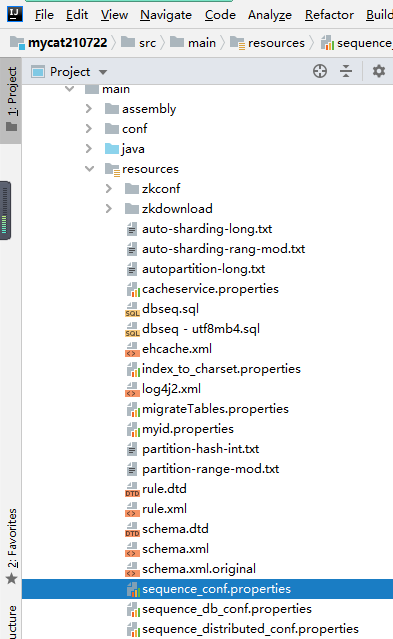 IJ File Edit View Navigate Code Analyze Refactor Build
mycat210722 src main resources sequence_
1: Project
Project
main
assembly
conf
java
resources
zkconf
zkdownload
auto-sharding-long.txt
auto-sharding-rang-mod.txt
autopartition-long.txt
cacheservice.properties
dbseq.sql
dbseq - utf8mb4.sql
ehcache.xml
index_to_charset.properties
log4j2.xml
migrateTables.properties
myid.properties
partition-hash-int.txt
partition-range-mod.txt
rule.dtd
rule.xml
schema.dtd
schema.xml
schema.xml.original
sequence_conf.properties
sequence_db_conf.properties
sequence_distributed_conf.properties
2: Favorites
ucture